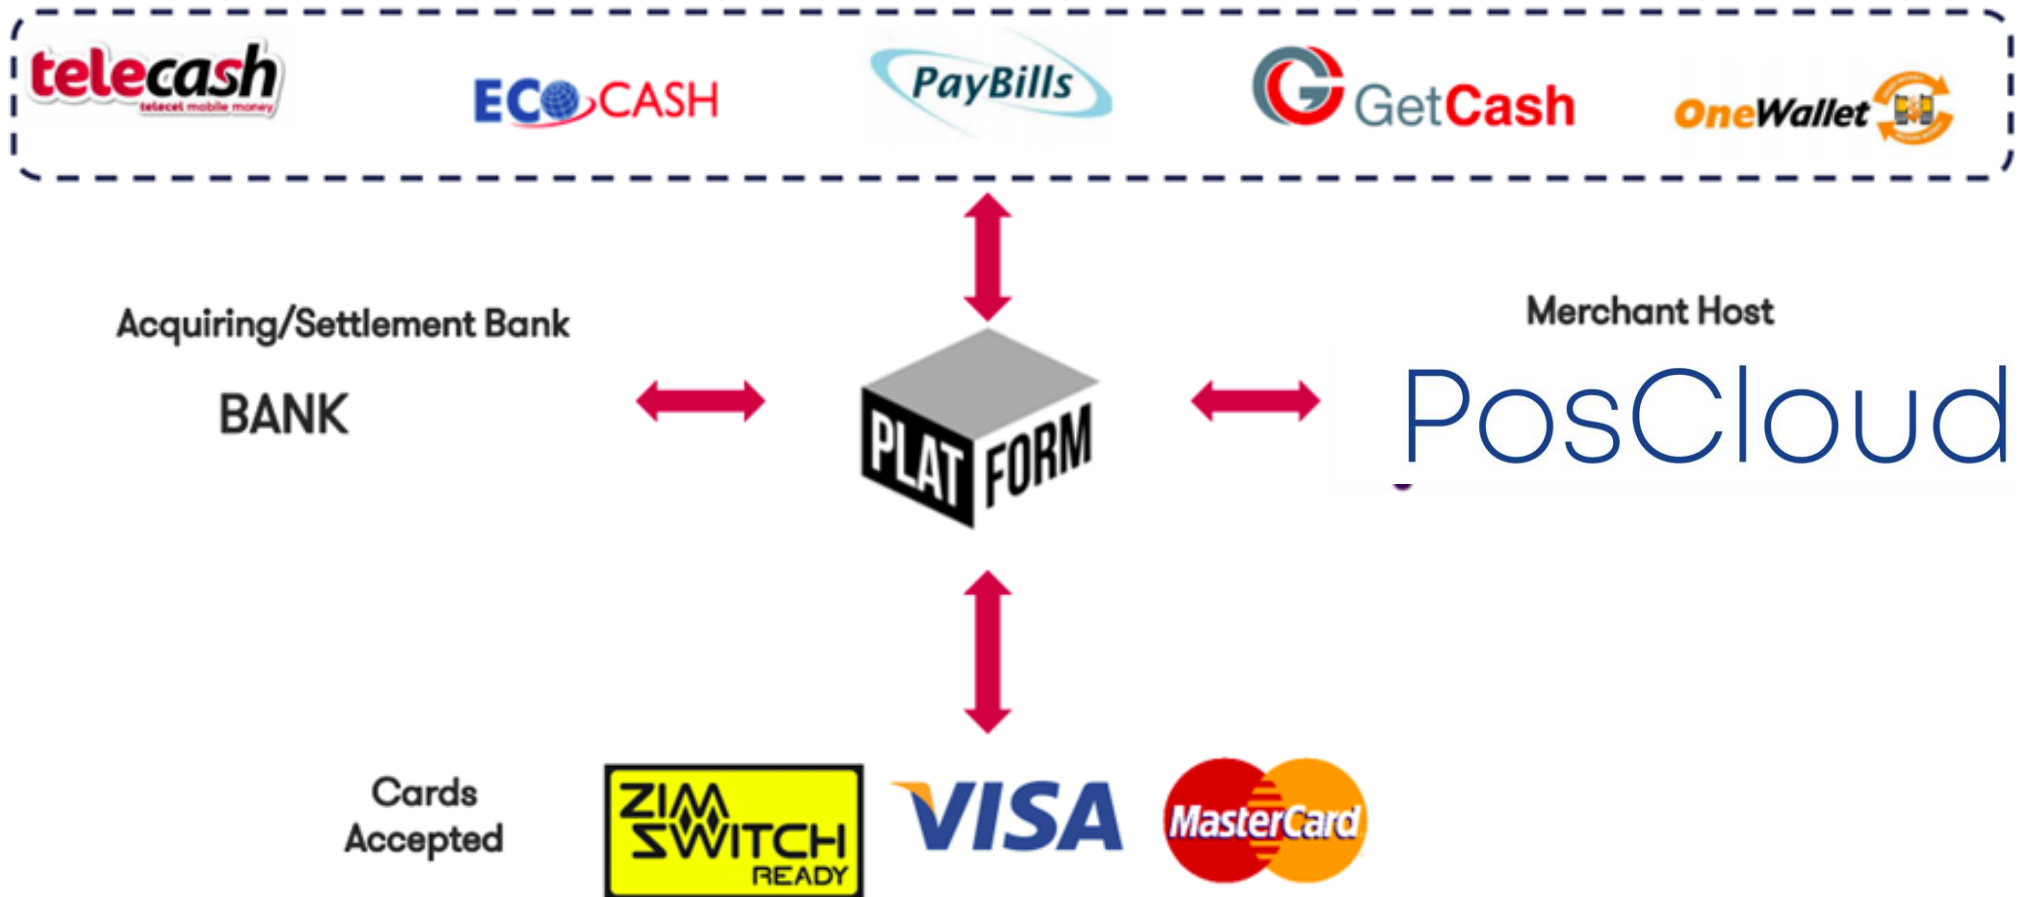 telecash
telecel mobile money
ECOCASH
PayBills
GetCash
OneWallet
Acquiring/Settlement Bank
BANK
Merchant Host
PosCloud
PLAT FORM
Cards
Accepted
ZIM
SWITCH
READY
VISA
MasterCard